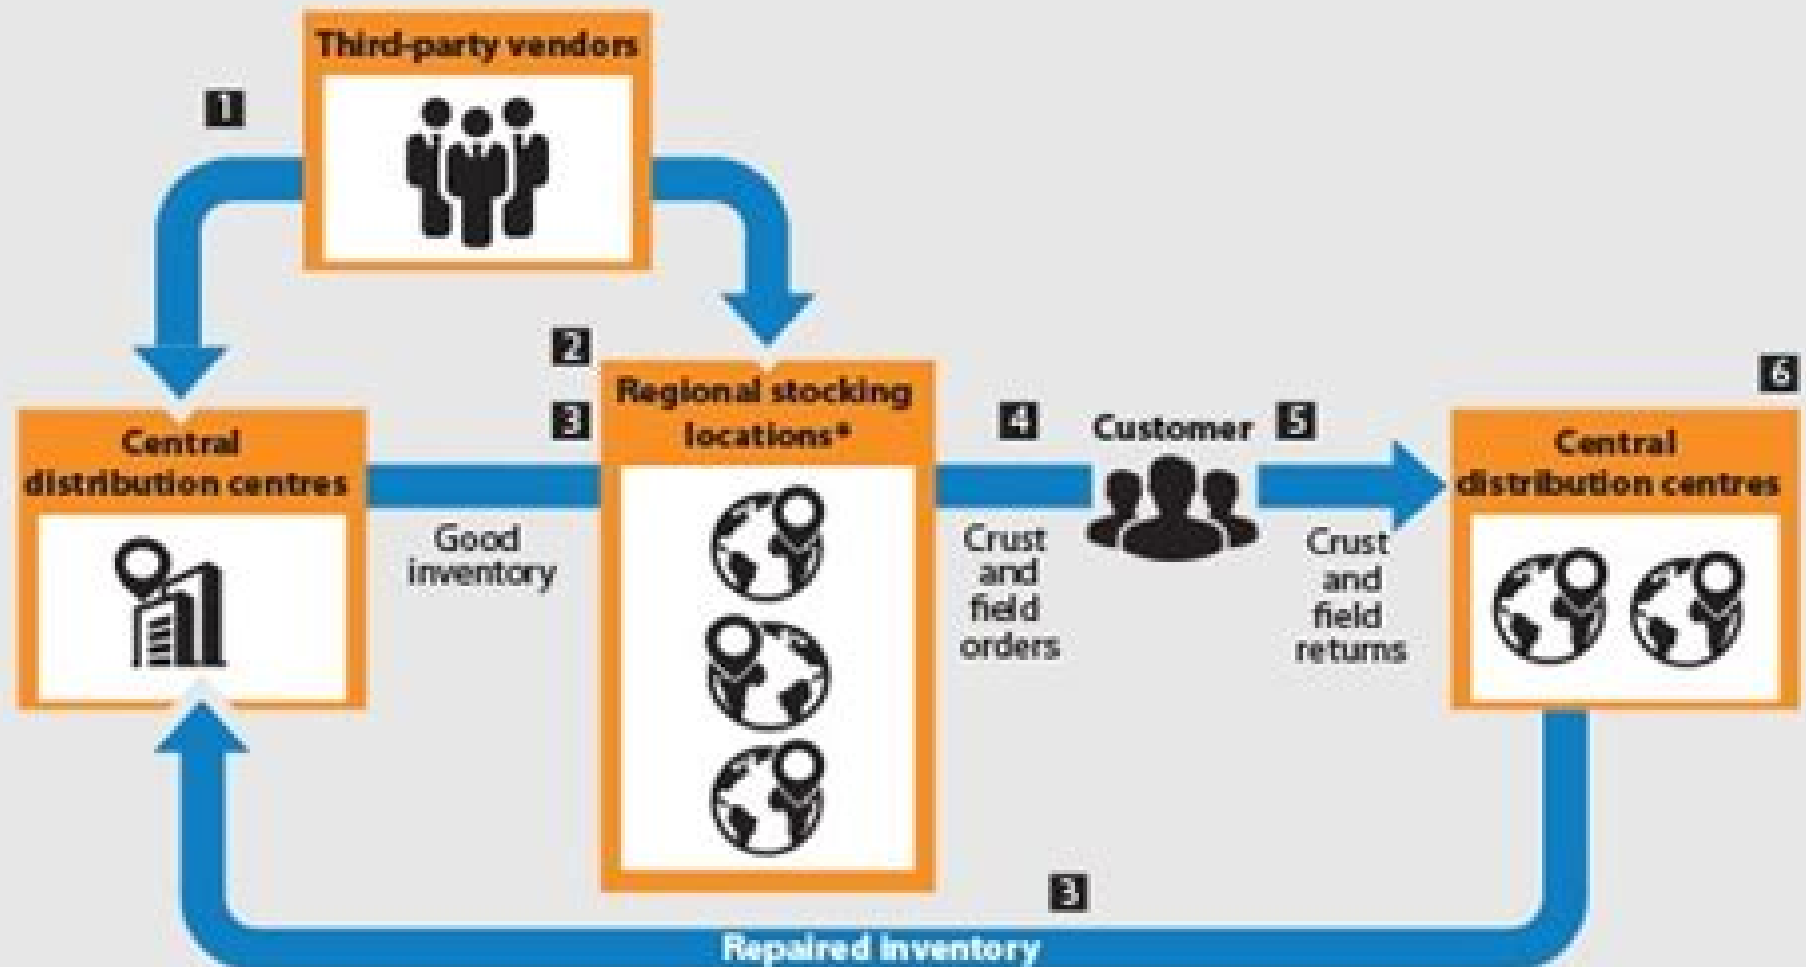 Third-party vendors
1
2
3
Regional stocking
locations*
4
Customer
5
6
Central
distribution centres
Good
inventory
Crust
and
field
orders
Crust
and
field
returns
Central
distribution centres
3
Repaired inventory